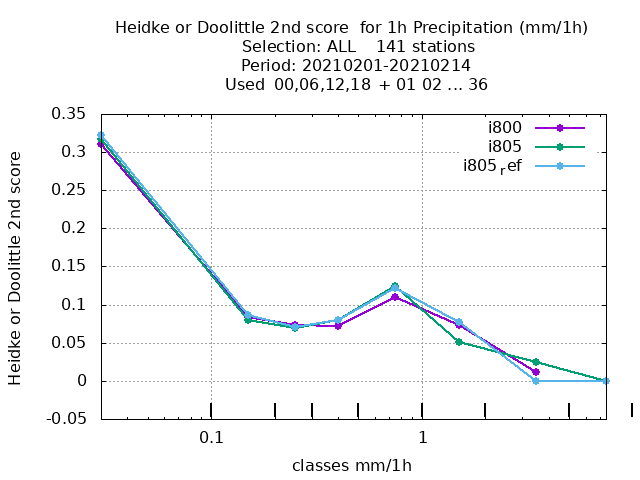 Heidke or Doolittle 2nd score  for 1h Precipitation (mm/1h)
Selection: ALL    141 stations
Period: 20210201-20210214
Used  00,06,12,18  + 01 02 ... 36
i800
i805
i805ref
0.35
0.3
0.25
0.2
0.15
0.1
0.05
0
-0.05
Heidke or Doolittle 2nd score
0.1 1
classes mm/1h